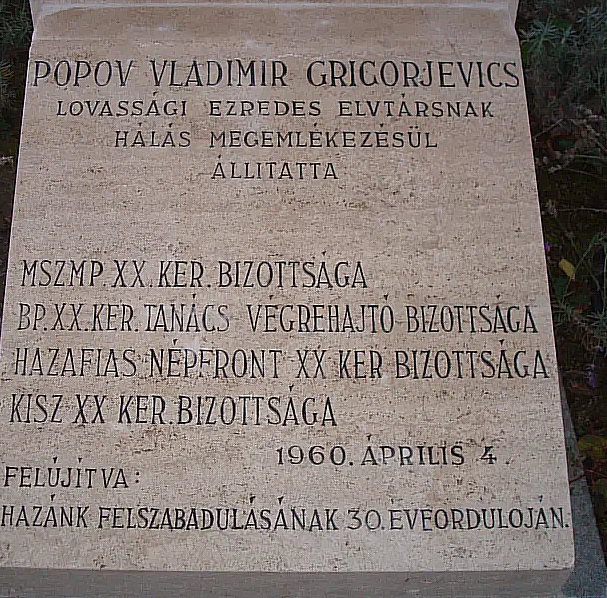 POPOV VLADIMIR GRIGORJEVICS
LOVASSÁGI EZREDES ELVTÁRSNAK
HÁLÁS MEGEMLÉKEZÉSÜL
ÁLLITATTA
MSZMP. XX. KER. BIZOTTSÁGA
BP. XX. KER. TANÁCS VÉGREHAJTÓ BIZOTTSÁGA
HAZAFIAS NÉPFRONT XX KER BIZOTTSÁGA
KISZ XX KER. BIZOTTSÁGA
1960. ÁPRILIS 4.
FELÚJÍTVA:
HAZÁNK FELSZABADULÁSÁNAK 30. EVFORDULOJÁN.